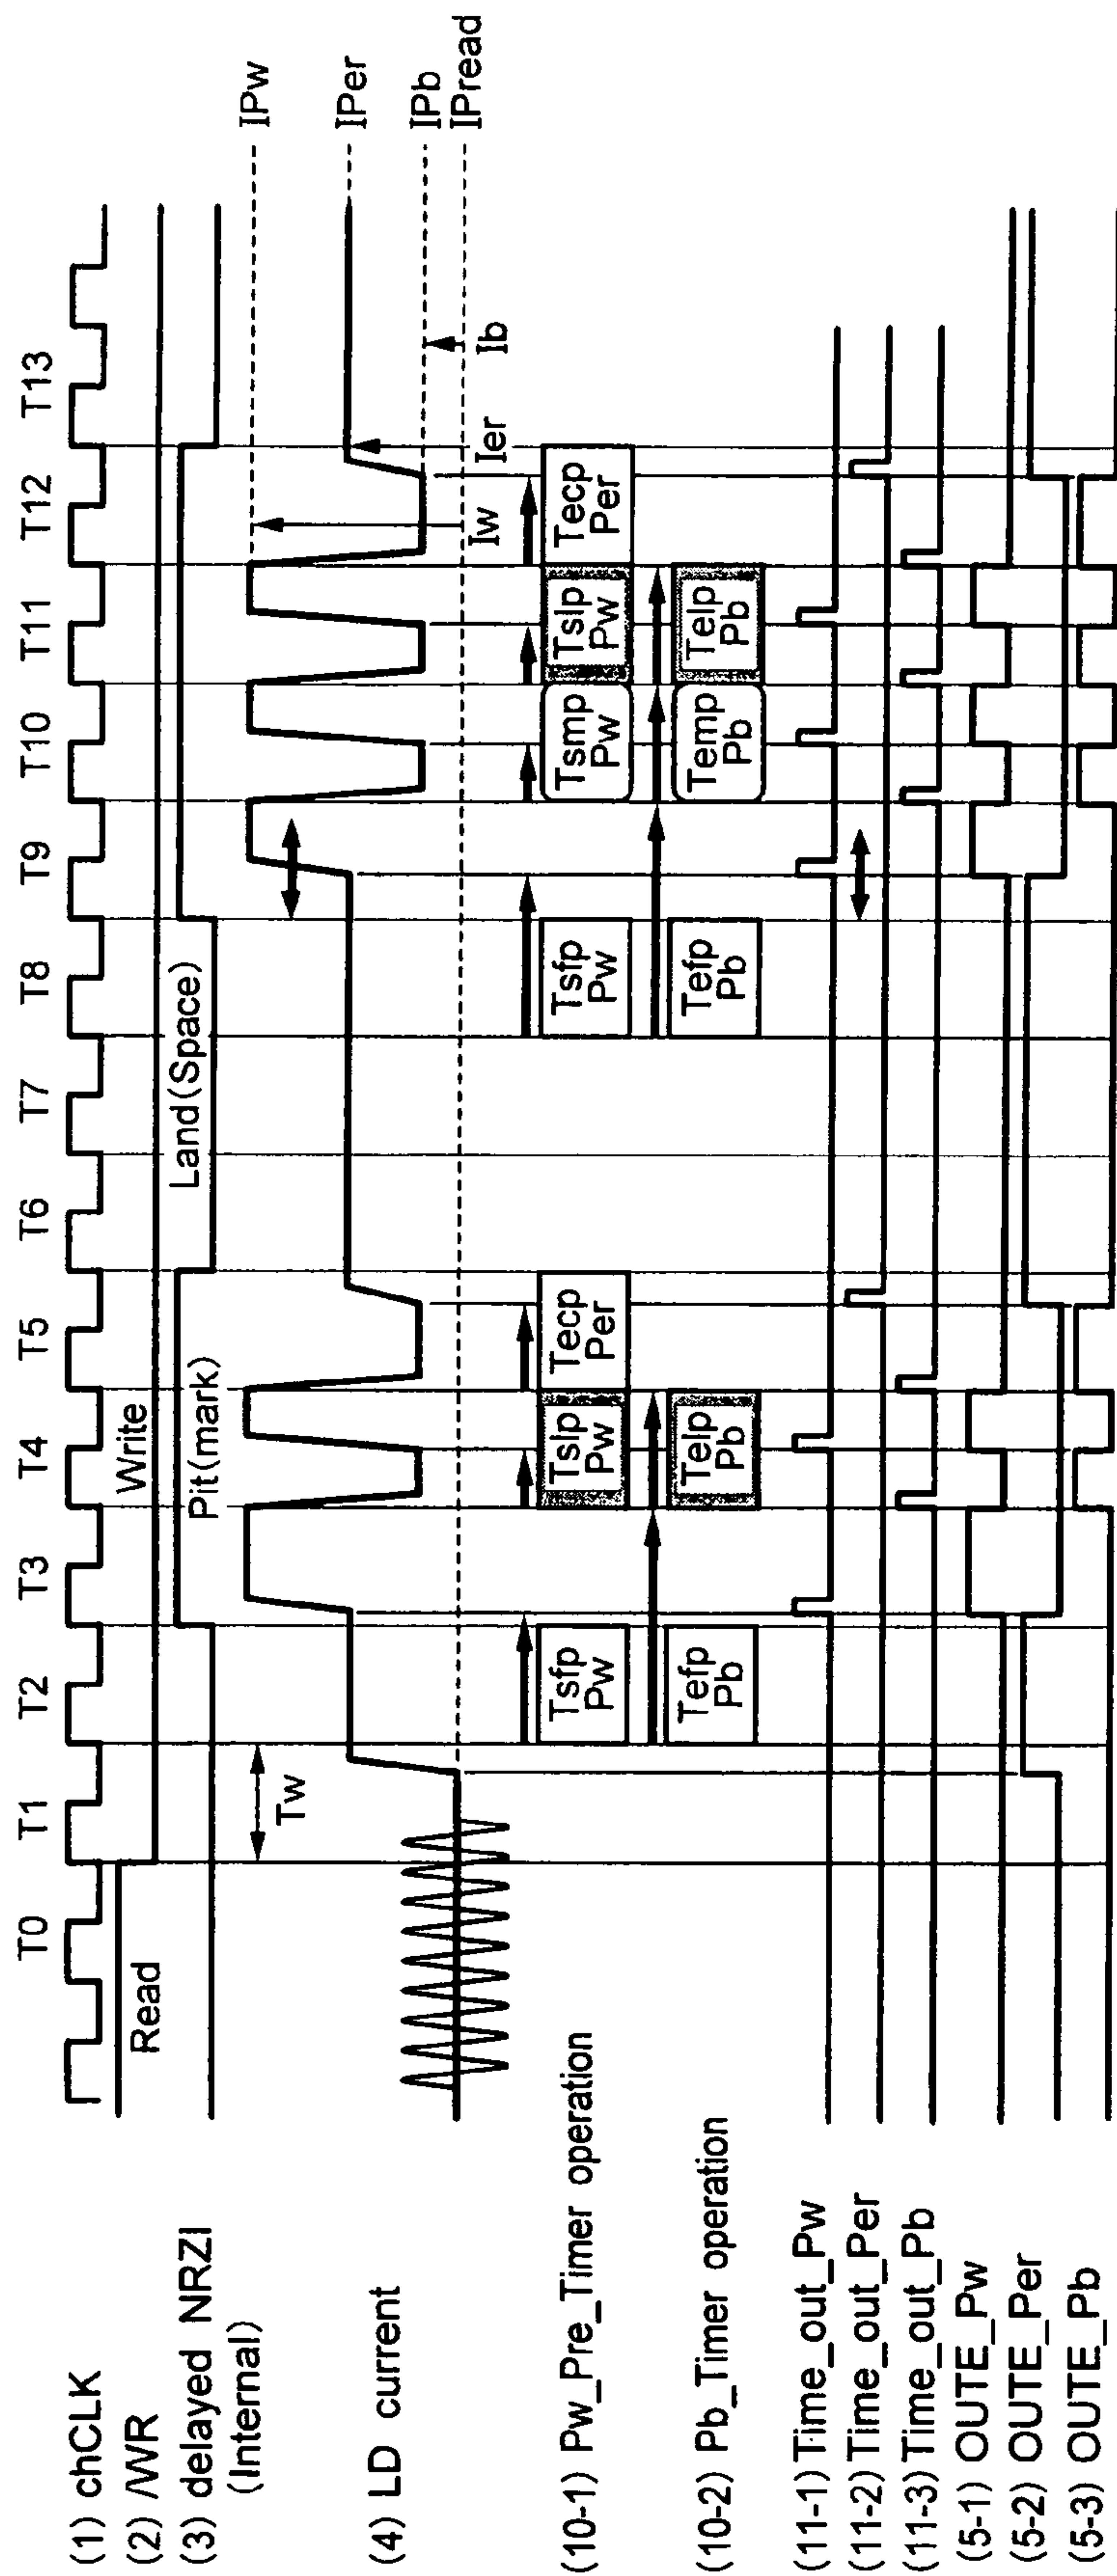 T0 T1 T2 T3 T4 T5 T6 T7 T8 T9 T10 T11 T12 T13
(1) chCLK
(2) /WR
Read
Write
(3) delayed NRZI
(Internal)
Pit(mark)
Land(Space)
Tw
IPw
IPer
IPb
IPread
(4) LD current
Iw
Ier
Ib
(10-1) Pw_Pre_Timer operation
Tsfp Tslp Tecp Tsfp Tsmp Tslp Tecp
Pw Pw Per Pw Pw Pw Per
(10-2) Pb_Timer operation
Tefp Telp Tefp Temp Telp
Pb Pb Pb Pb Pb
(11-1) Time_out_Pw
(11-2) Time_out_Per
(11-3) Time_out_Pb
(5-1) OUTE_Pw
(5-2) OUTE_Per
(5-3) OUTE_Pb